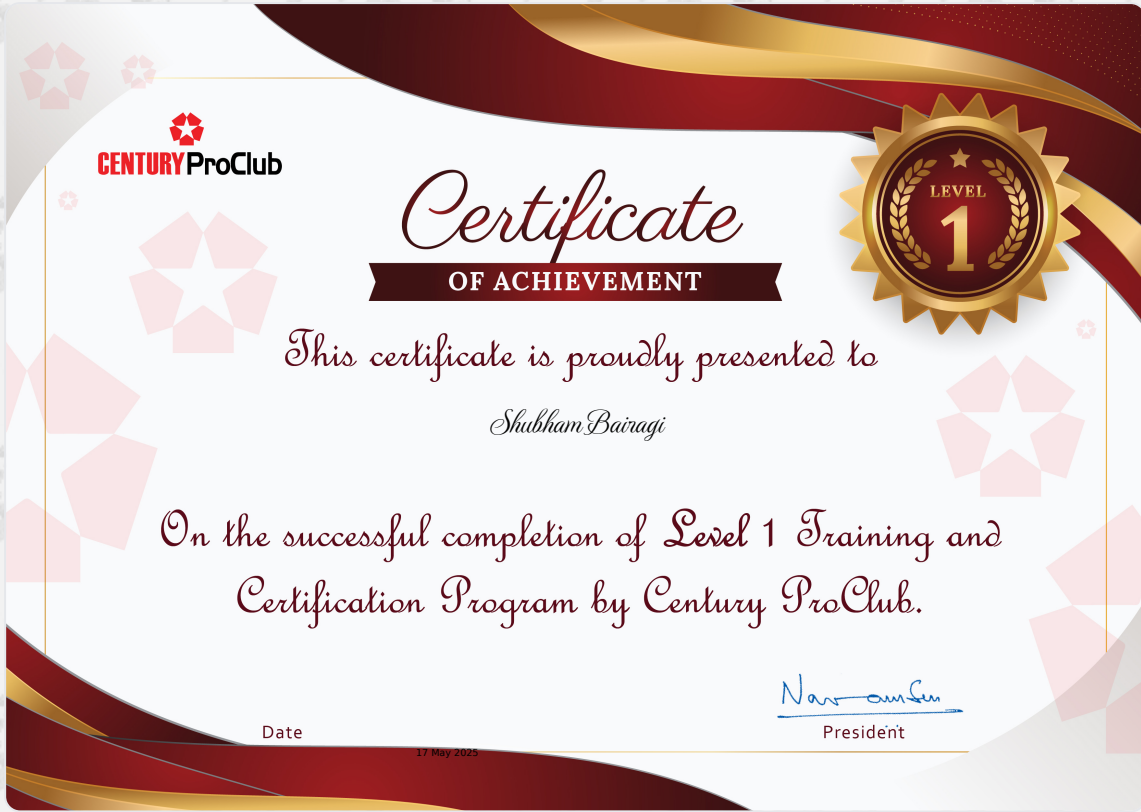 CENTURY ProClub
LEVEL
1
Certificate
OF ACHIEVEMENT
This certificate is proudly presented to
Shubham Bairagi
On the successful completion of Level 1 Training and
Certification Program by Century ProClub.
Date
17 May 2025
President